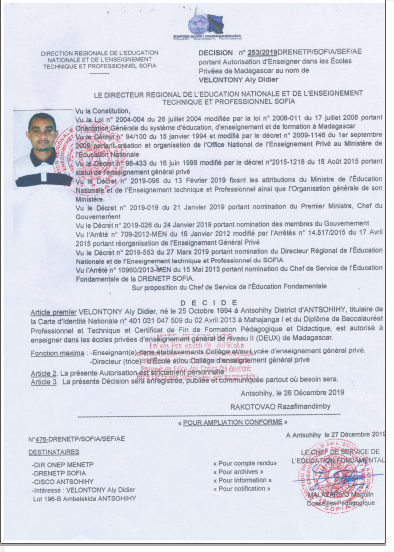 REPOBLIKAN'I MADAGASIKARA
DIRECTION REGIONALE DE L'EDUCATION
NATIONALE ET DE L'ENSEIGNEMENT
TECHNIQUE ET PROFESSIONNEL SOFIA
DECISION n° 253/2019DRENETP/SOFIA/SEF/AE
portant Autorisation d'Enseigner dans les Ecoles
Privées de Madagascar au nom de
VELONTONY Aly Didier
LE DIRECTEUR REGIONAL DE L'EDUCATION NATIONALE ET DE L'ENSEIGNEMENT
TECHNIQUE ET PROFESSIONNEL SOFIA
Vu la Constitution,
Vu la Loi n° 2004-004 du 26 juillet 2004 modifiée par la loi n° 2008-011 du 17 juillet 2008 portant
Orientation Générale du système d'éducation, d'enseignement et de formation à Madagascar
Vu le Décret n° 94/100 du 15 janvier 1994 et modifié par le décret n° 2009-1146 du 1er septembre
2009 portant création et organisation de l'Office National de l'Enseignement Privé au Ministère de
l'Éducation Nationale
Vu le Décret n° 98-433 du 16 juin 1998 modifié par le décret n°2015-1218 du 18 Août 2015 portant
statut de l'enseignement général privé
Vu le Décret n° 2019-096 du 13 Février 2019 fixant les attributions du Ministre de l'Éducation
Nationale et de l'Enseignement technique et Professionnel ainsi que l'Organisation générale de son
Ministère.
Vu le Décret n° 2019-019 du 21 Janvier 2019 portant nomination du Premier Ministre, Chef du
Gouvernement
Vu le Décret n° 2019-026 du 24 Janvier 2019 portant nomination des membres du Gouvernement
Vu l'Arrêté n° 709-2012-MEN du 16 Janvier 2012 modifié par l'Arrêtés n° 14.517/2015 du 17 Avril
2015 portant réorganisation de l'Enseignement Général Privé
Vu le Décret n° 2019-553 du 27 Mars 2019 portant nomination du Directeur Régional de l'Éducation
Nationale et de l'Enseignement technique et Professionnel du SOFIA
Vu l'Arrêté n° 10960/2013-MEN du 15 Mai 2013 portant nomination du Chef de Service de l'Education
Fondamentale de la DRENETP SOFIA.
Sur proposition du Chef de Service de l'Éducation Fondamentale
D E C I D E
Article premier VELONTONY Aly Didier, né le 25 Octobre 1994 à Antsohihy District d'ANTSOHIHY, titulaire de
la Carte d'Identité Nationale n° 401 031 047 509 du 02 Avril 2013 à Mahajanga I et du Diplôme de Baccalauréat
Professionnel et Technique et Certificat de Fin de Formation Pédagogique et Didactique, est autorisé à
enseigner dans les écoles privées d'enseignement général de niveau II (DEUX) de Madagascar.
Fonction maxima : -Enseignant(e) dans établissements Collège et/ou Lycée d'enseignement général privé.
-Directeur (trice) : d'École et/ou Collège d'enseignement général privé
Article 2. La présente Autorisation est strictement personnelle.
Article 3. La présente Décision sera enregistrée, publiée et communiquée partout où besoin sera.
Antsohihy, le 26 Décembre 2019
RAKOTOVAO Razafimandimby
« POUR AMPLIATION CONFORME »
N°476-DRENETP/SOFIA/SEF/AE
A Antsohihy le 27 Décembre 2019
DESTINATAIRES
LE CHEF DE SERVICE DE
L'EDUCATION FONDAMENTALE
-DIR ONEP MENETP
« Pour compte rendu»
-DRENETP SOFIA
« Pour archives »
-CISCO ANTSOHIHY
« Pour Information »
-Intéressé : VELONTONY Aly Didier
« Pour notification »
Lot 196-B Ambalakida ANTSOHIHY
Conseiller Pédagogique